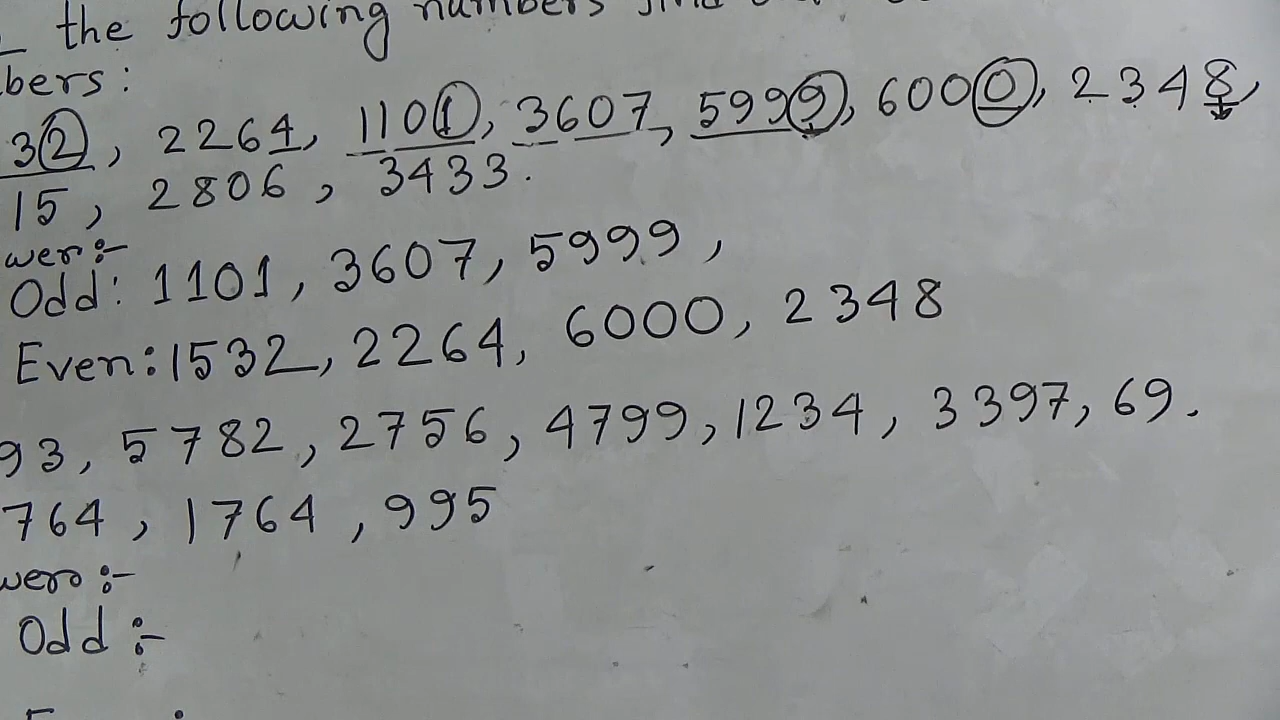 the following numbers find
bers:
32, 2264, 1101, 3607, 5999, 6000, 2348,
15, 2806, 3433.
wer:-
Odd: 1101, 3607, 5999,
Even: 1532, 2264, 6000, 2348
93, 5782, 2756, 4799, 1234, 3397, 69.
764, 1764, 995
wer:-
Odd:-